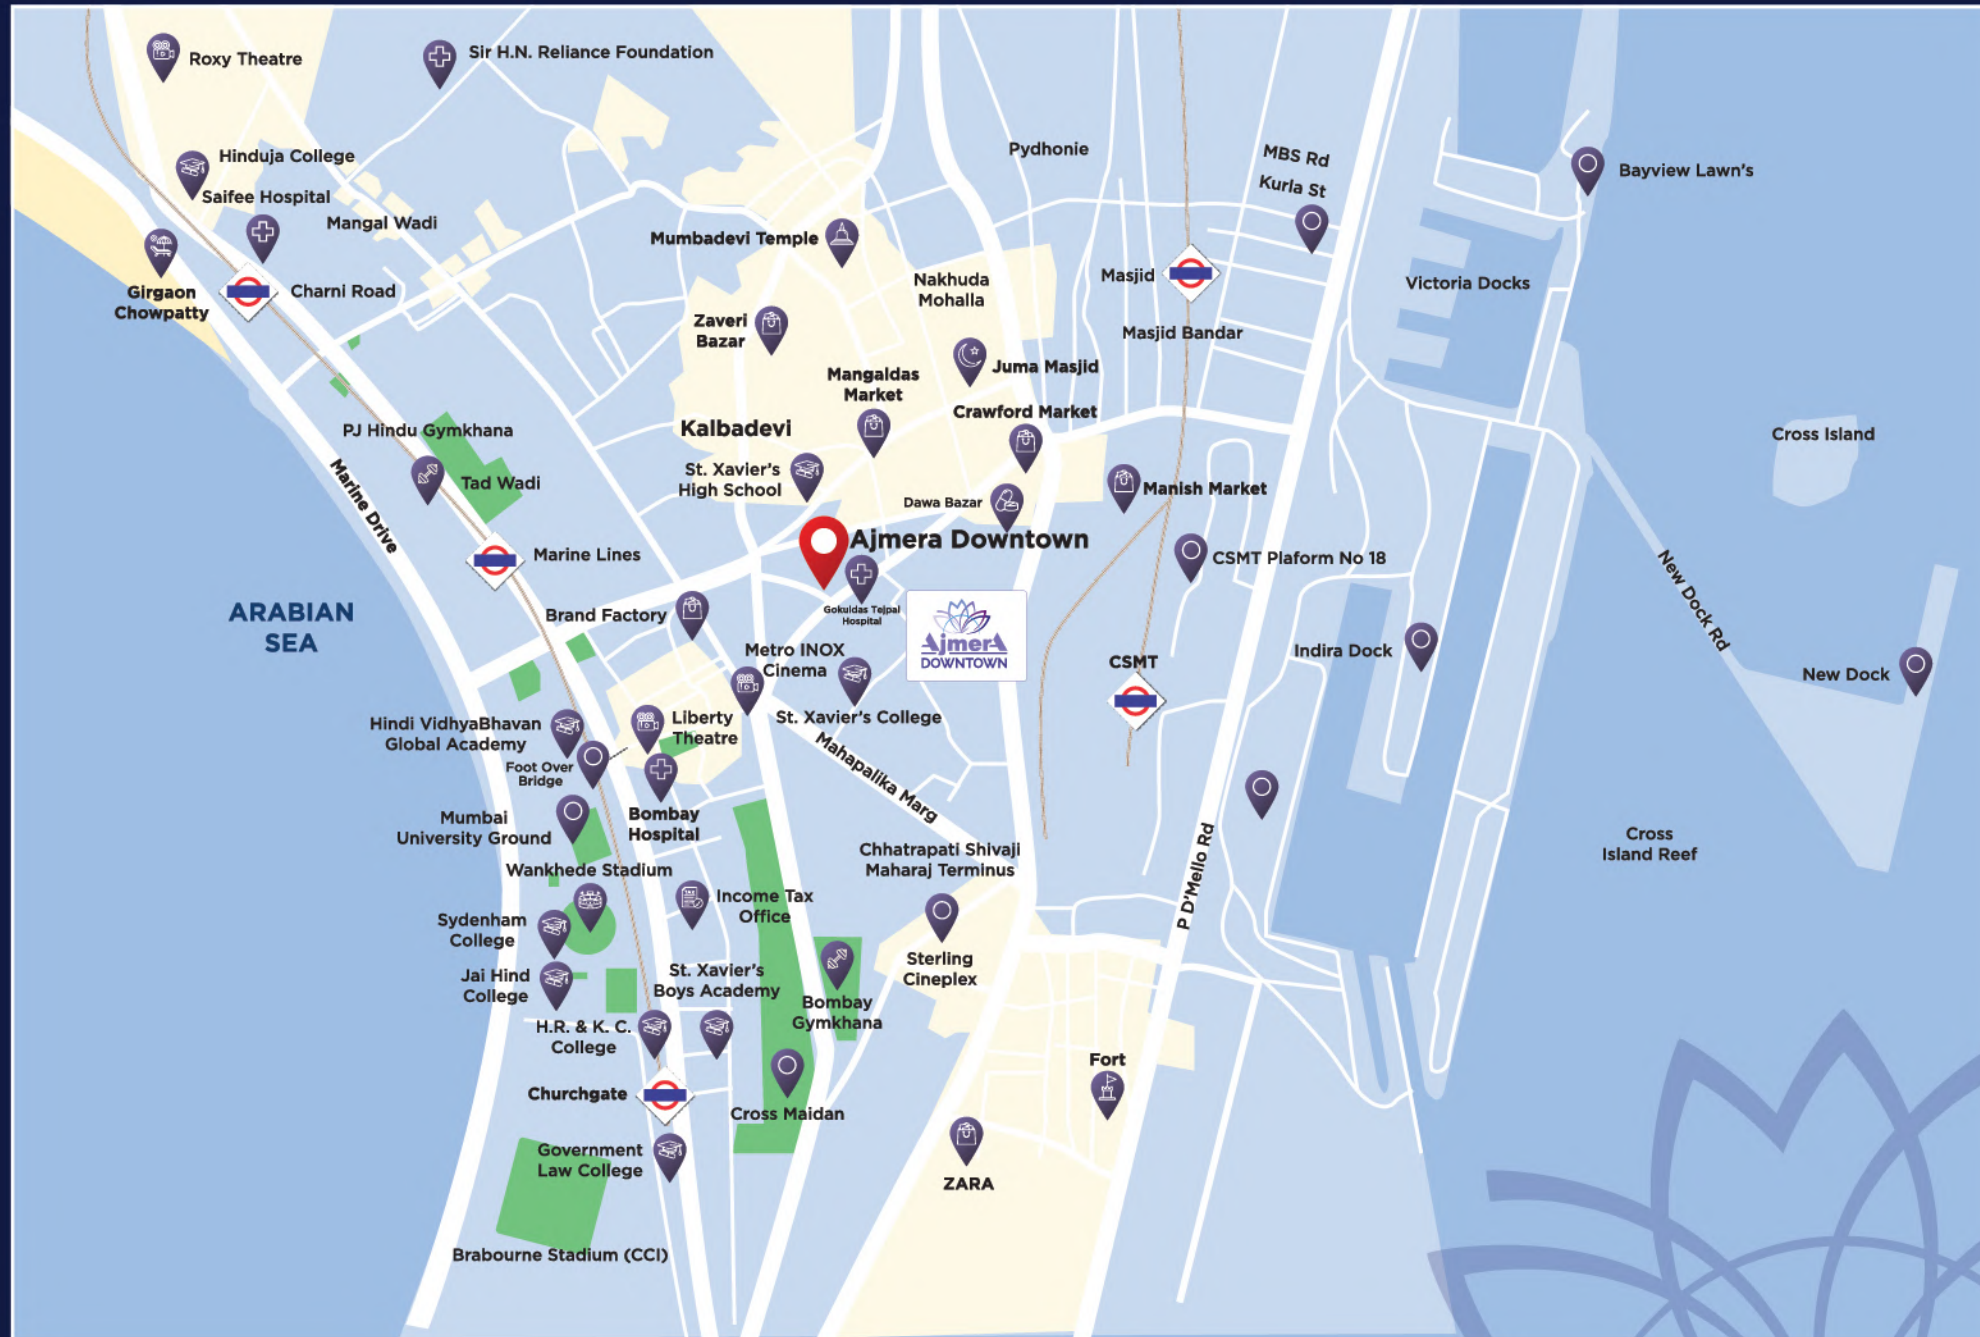 Roxy Theatre
Sir H.N. Reliance Foundation
Hinduja College
Saifee Hospital
Mangal Wadi
Pydhonie
MBS Rd
Kurla St
Bayview Lawn's
Girgaon
Chowpatty
Charni Road
Mumbadevi Temple
Nakhuda
Mohalla
Masjid
Victoria Docks
Masjid Bandar
Zaveri
Bazar
Mangaldas
Market
Juma Masjid
Crawford Market
PJ Hindu Gymkhana
Kalbadevi
Cross Island
Tad Wadi
St. Xavier's
High School
Dawa Bazar
Manish Market
Marine Drive
Marine Lines
Ajmera Downtown
CSMT Plaform No 18
New Dock Rd
ARABIAN
SEA
Brand Factory
Gokuldas Tejpal
Hospital
AjmerA
DOWNTOWN
Metro INOX
Cinema
CSMT
Indira Dock
New Dock
Hindi VidhyaBhavan
Global Academy
Liberty
Theatre
St. Xavier's College
Foot Over
Bridge
Mahapalika Marg
Mumbai
University Ground
Bombay
Hospital
Chhatrapati Shivaji
Maharaj Terminus
P D'Mello Rd
Cross
Island Reef
Wankhede Stadium
Income Tax
Office
Sydenham
College
Sterling
Cineplex
Jai Hind
College
St. Xavier's
Boys Academy
Bombay
Gymkhana
H.R. & K. C.
College
Fort
Churchgate
Cross Maidan
Government
Law College
ZARA
Brabourne Stadium (CCI)